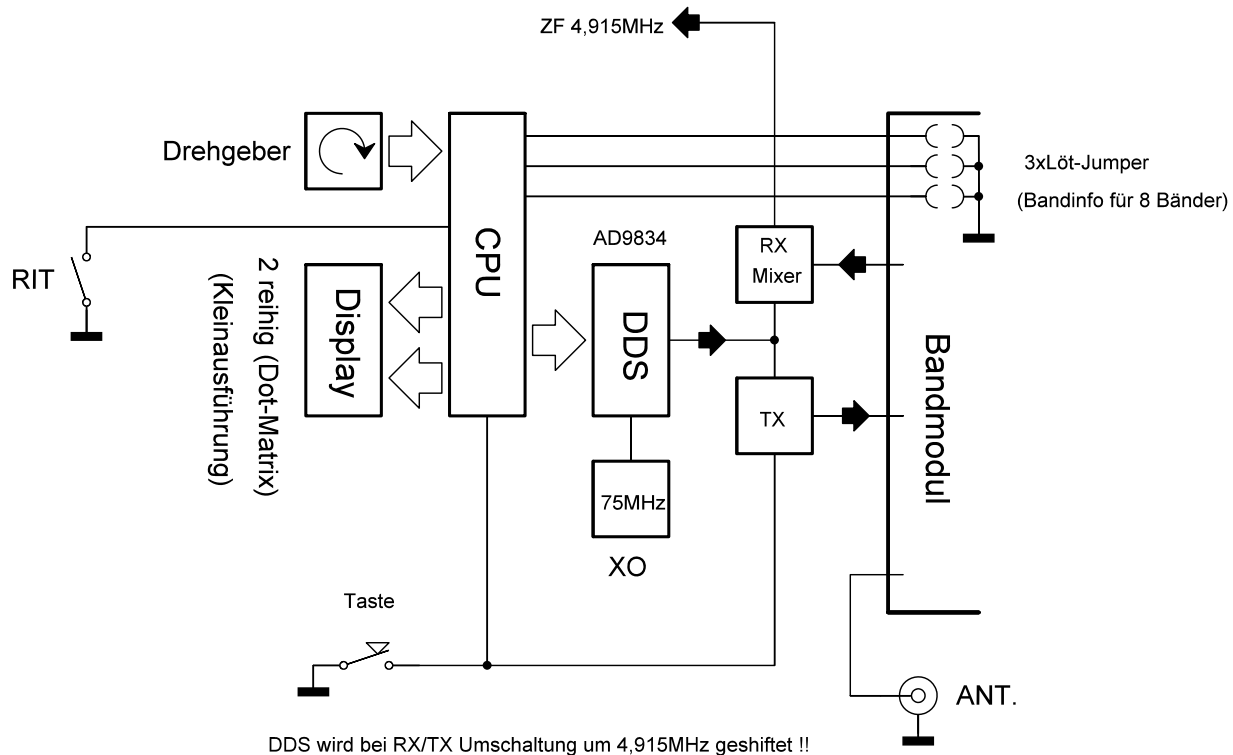 ZF 4,915MHz
Drehgeber
CPU
3xLöt-Jumper
(Bandinfo für 8 Bänder)
RIT
2 reihig (Dot-Matrix)
(Kleinausführung)
Display
AD9834
DDS
RX
Mixer
TX
Bandmodul
75MHz
XO
Taste
ANT.
DDS wird bei RX/TX Umschaltung um 4,915MHz geshiftet !!